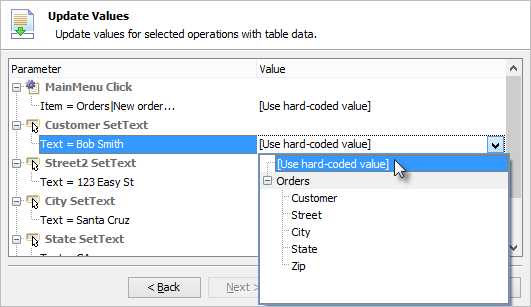 Update Values
Update values for selected operations with table data.
Parameter Value
MainMenu Click
Item = Orders|New order... [Use hard-coded value]
Customer SetText
Text = Bob Smith [Use hard-coded value]
[Use hard-coded value]
Street2 SetText
Orders
Text = 123 Easy St
Customer
City SetText
Street
Text = Santa Cruz
City
State SetText
State
Zip
< Back Next >